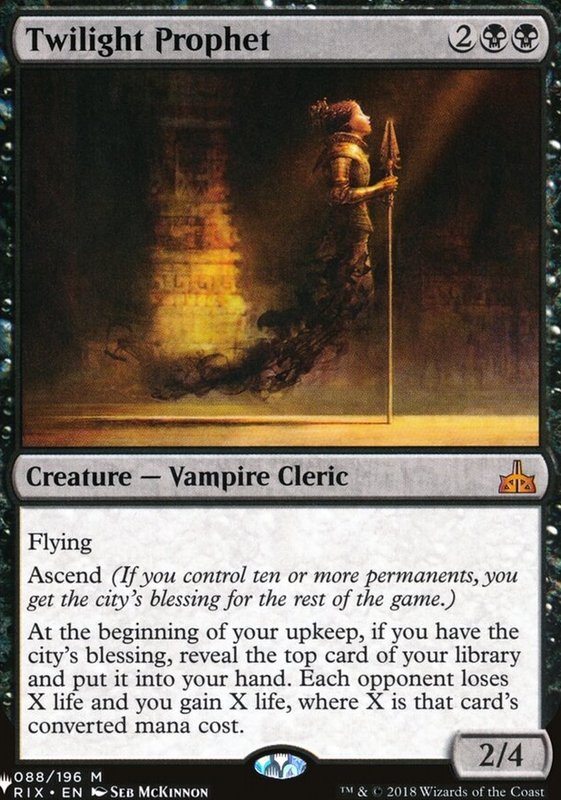 Twilight Prophet 2
Creature — Vampire Cleric
Flying
Ascend (If you control ten or more permanents, you
get the city's blessing for the rest of the game.)
At the beginning of your upkeep, if you have the
city's blessing, reveal the top card of your library
and put it into your hand. Each opponent loses
X life and you gain X life, where X is that card's
converted mana cost.
2/4
088/196 M
RIX • EN Seb McKinnon
™ & © 2018 Wizards of the Coast